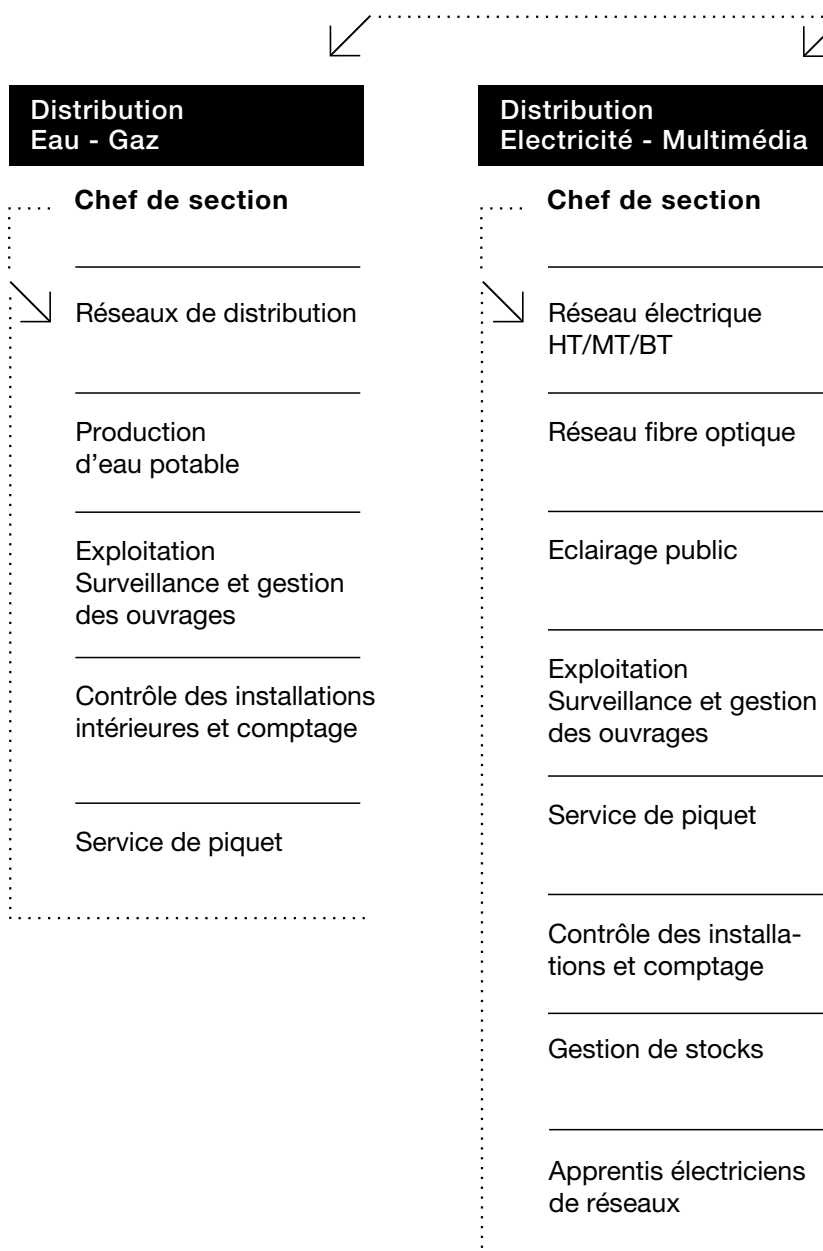 Distribution
Eau - Gaz
Chef de section
Réseaux de distribution
Production
d’eau potable
Exploitation
Surveillance et gestion
des ouvrages
Contrôle des installations
intérieures et comptage
Service de piquet
Distribution
Electricité - Multimédia
Chef de section
Réseau électrique
HT/MT/BT
Réseau fibre optique
Eclairage public
Exploitation
Surveillance et gestion
des ouvrages
Service de piquet
Contrôle des installa-
tions et comptage
Gestion de stocks
Apprentis électriciens
de réseaux